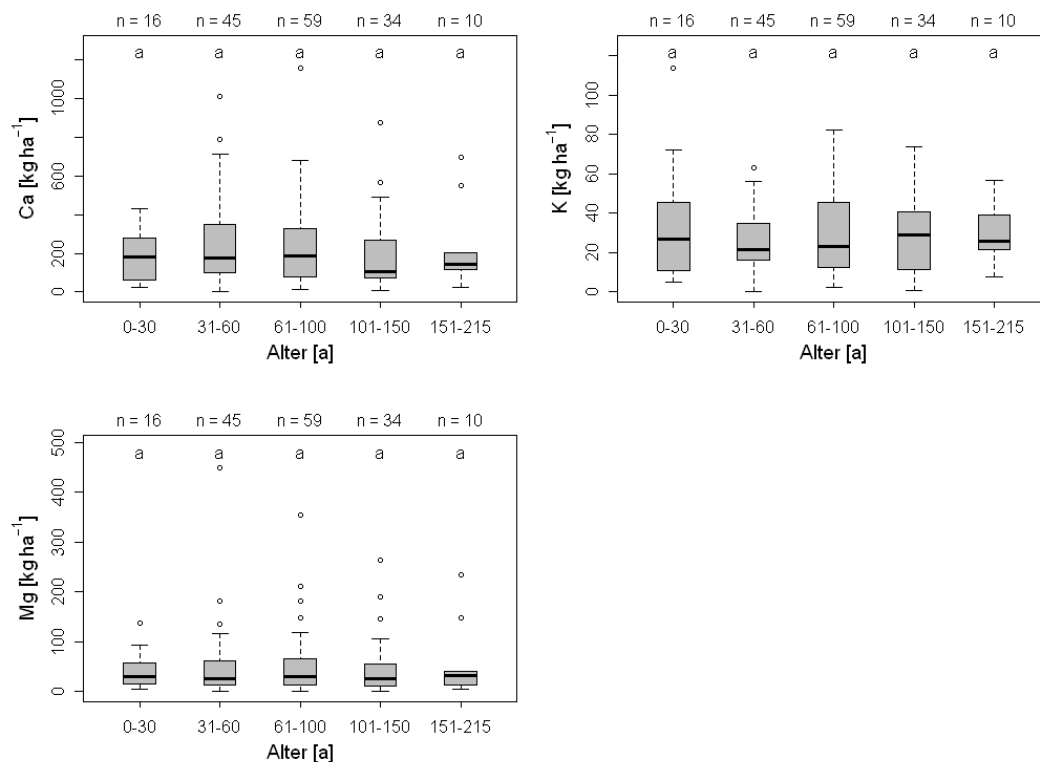 n = 16 n = 45 n = 59 n = 34 n = 10
a a a a a
Ca [kg ha⁻¹]
1000
600
200
0
0-30 31-60 61-100 101-150 151-215
Alter [a]
n = 16 n = 45 n = 59 n = 34 n = 10
a a a a a
K [kg ha⁻¹]
100
80
60
40
20
0
0-30 31-60 61-100 101-150 151-215
Alter [a]
n = 16 n = 45 n = 59 n = 34 n = 10
a a a a a
Mg [kg ha⁻¹]
500
400
300
200
100
0
0-30 31-60 61-100 101-150 151-215
Alter [a]